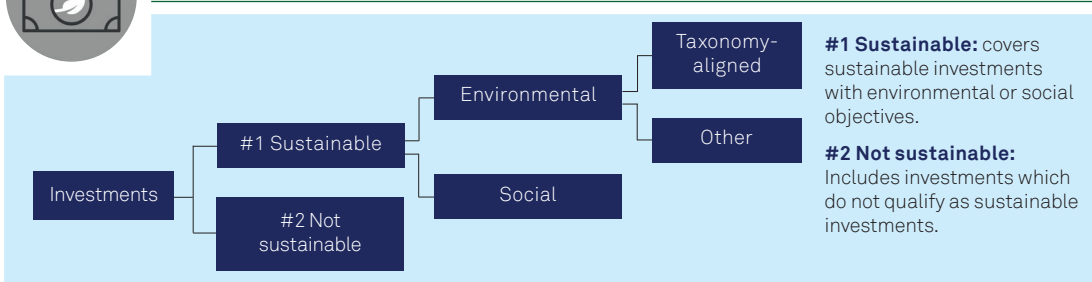 Investments
#1 Sustainable
#2 Not
sustainable
Environmental
Social
Taxonomy-
aligned
Other
#1 Sustainable: covers
sustainable investments
with environmental or social
objectives.
#2 Not sustainable:
Includes investments which
do not qualify as sustainable
investments.